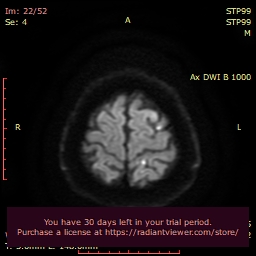 Im: 22/52
Se: 4
A
STP99
STP99
M
Ax DWI B 1000
R
L
You have 30 days left in your trial period.
Purchase a license at https://radiantviewer.com/store/